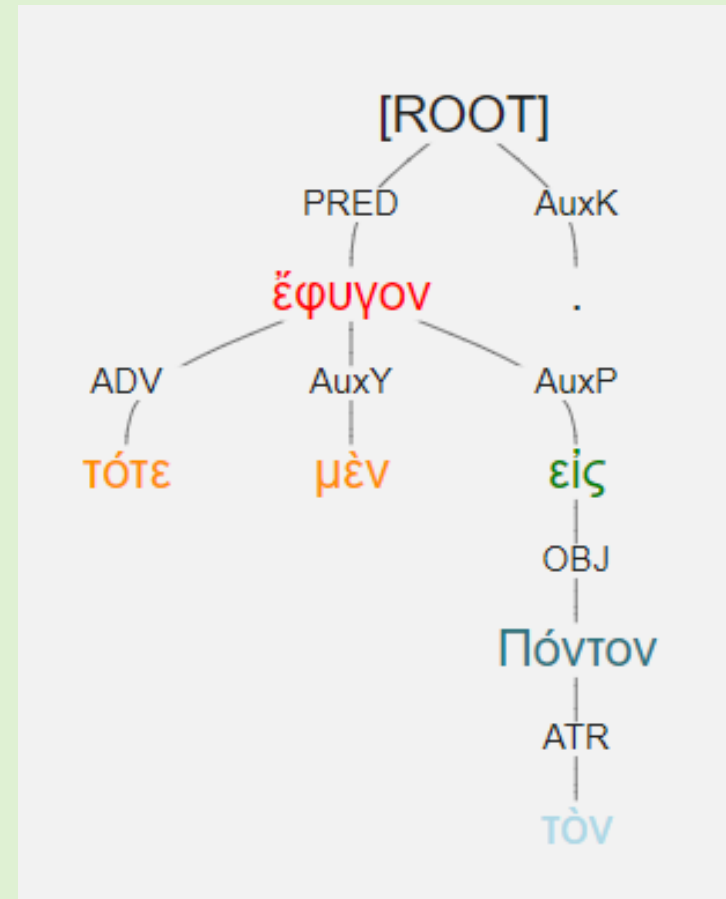 [ROOT]
PRED AuxK
ἔφυγον .
ADV AuxY AuxP
τότε μὲν εἰς
OBJ
Πόντον
ATR
τὸν